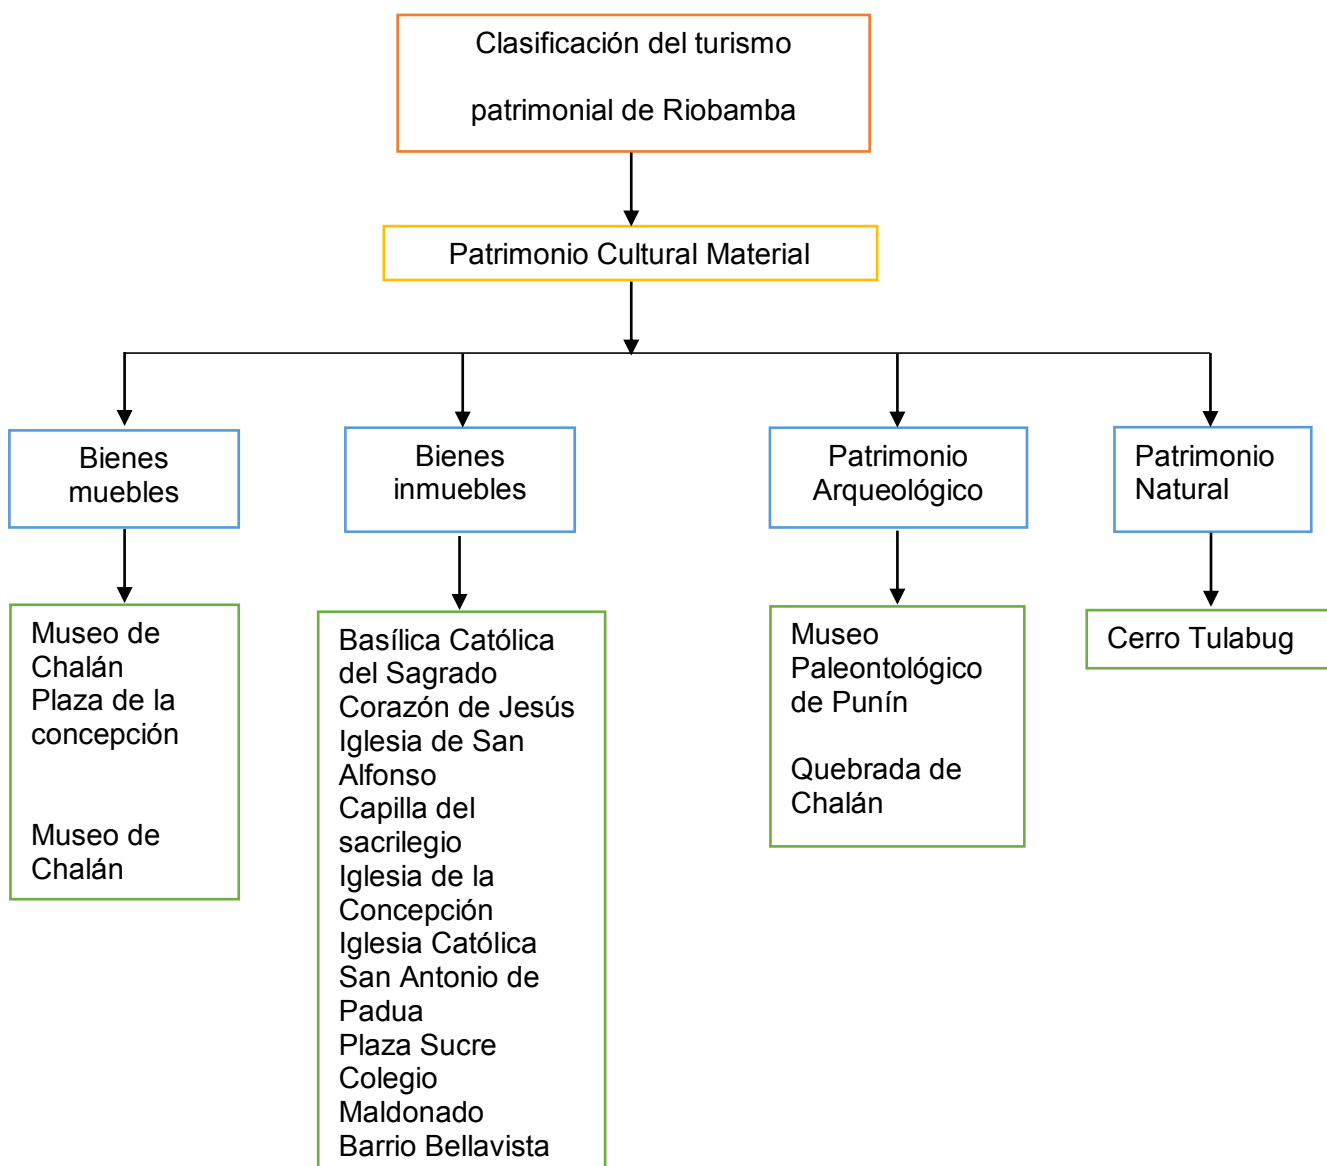 Clasificación del turismo
patrimonial de Riobamba
Patrimonio Cultural Material
Bienes
muebles
Bienes
inmuebles
Patrimonio
Arqueológico
Patrimonio
Natural
Museo de
Chalán
Plaza de la
concepción
Museo de
Chalán
Basílica Católica
del Sagrado
Corazón de Jesús
Iglesia de San
Alfonso
Capilla del
sacrilegio
Iglesia de la
Concepción
Iglesia Católica
San Antonio de
Padua
Plaza Sucre
Colegio
Maldonado
Barrio Bellavista
Museo
Paleontológico
de Punín
Quebrada de
Chalán
Cerro Tulabug